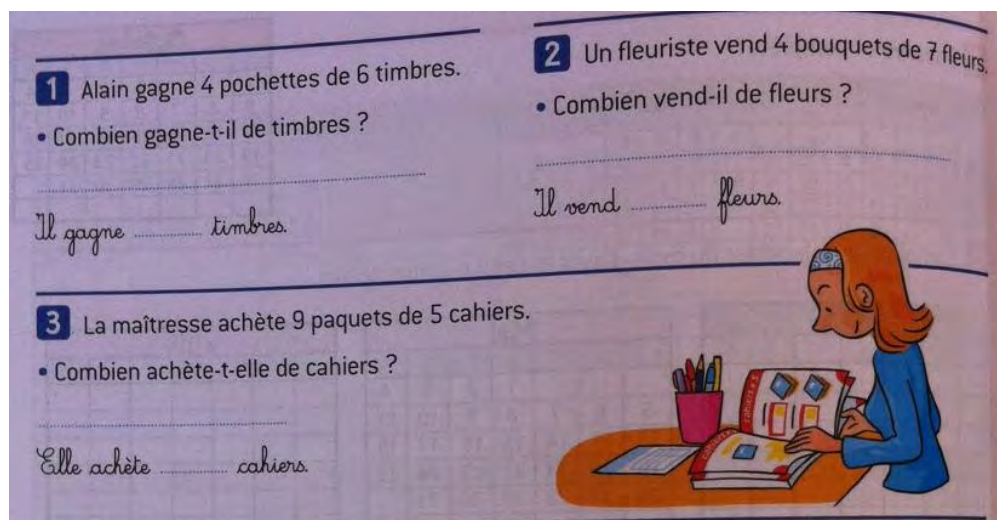 1 Alain gagne 4 pochettes de 6 timbres.
• Combien gagne-t-il de timbres ?
Il gagne ............ timbres.
2 Un fleuriste vend 4 bouquets de 7 fleurs.
• Combien vend-il de fleurs ?
Il vend ............ fleurs.
3 La maîtresse achète 9 paquets de 5 cahiers.
• Combien achète-t-elle de cahiers ?
Elle achète ............ cahiers.
cahiers
cahiers